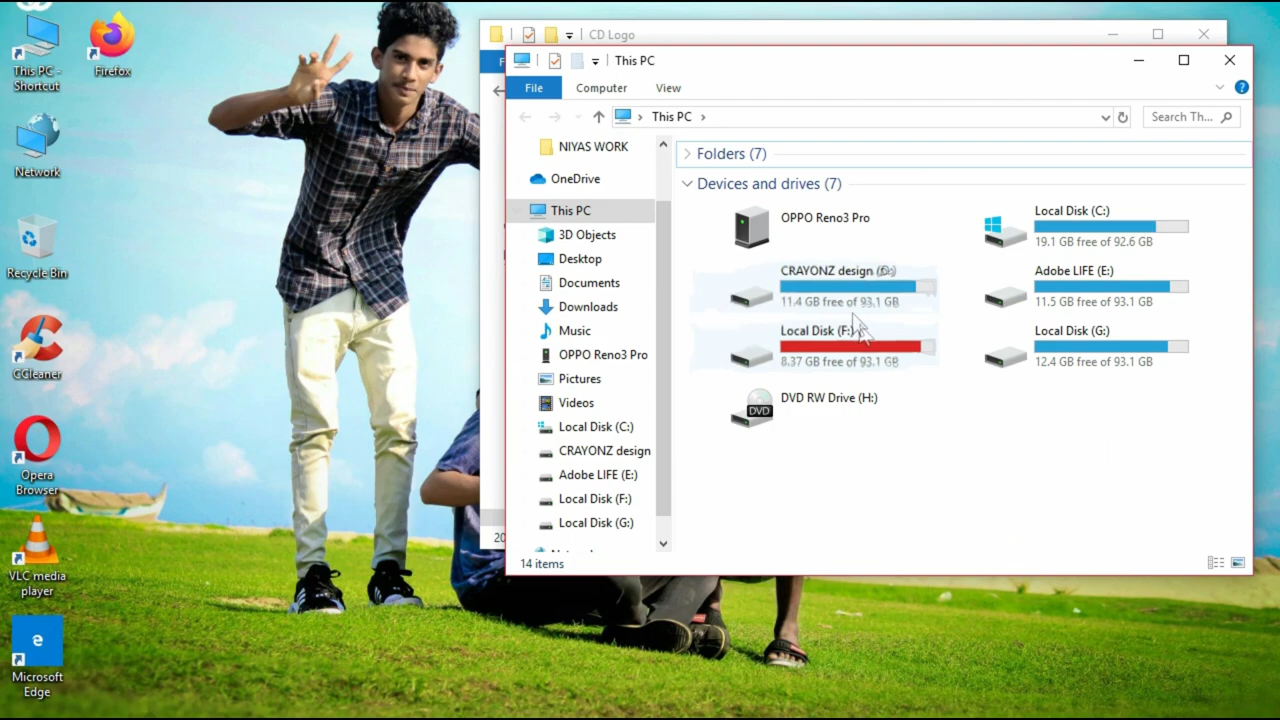 This PC -
Shortcut
Firefox
Network
Recycle Bin
CCleaner
Opera
Browser
VLC media
player
e
Microsoft
Edge
CD Logo
F
This PC
File
Computer
View
?
This PC
Search Th...
NIYAS WORK
OneDrive
This PC
3D Objects
Desktop
Documents
Downloads
Music
OPPO Reno3 Pro
Pictures
Videos
Local Disk (C:)
CRAYONZ design
Adobe LIFE (E:)
Local Disk (F:)
Local Disk (G:)
Folders (7)
Devices and drives (7)
OPPO Reno3 Pro
Local Disk (C:)
19.1 GB free of 92.6 GB
CRAYONZ design (D:)
11.4 GB free of 93.1 GB
Adobe LIFE (E:)
11.5 GB free of 93.1 GB
Local Disk (F:)
8.37 GB free of 93.1 GB
Local Disk (G:)
12.4 GB free of 93.1 GB
DVD
DVD RW Drive (H:)
20
14 items